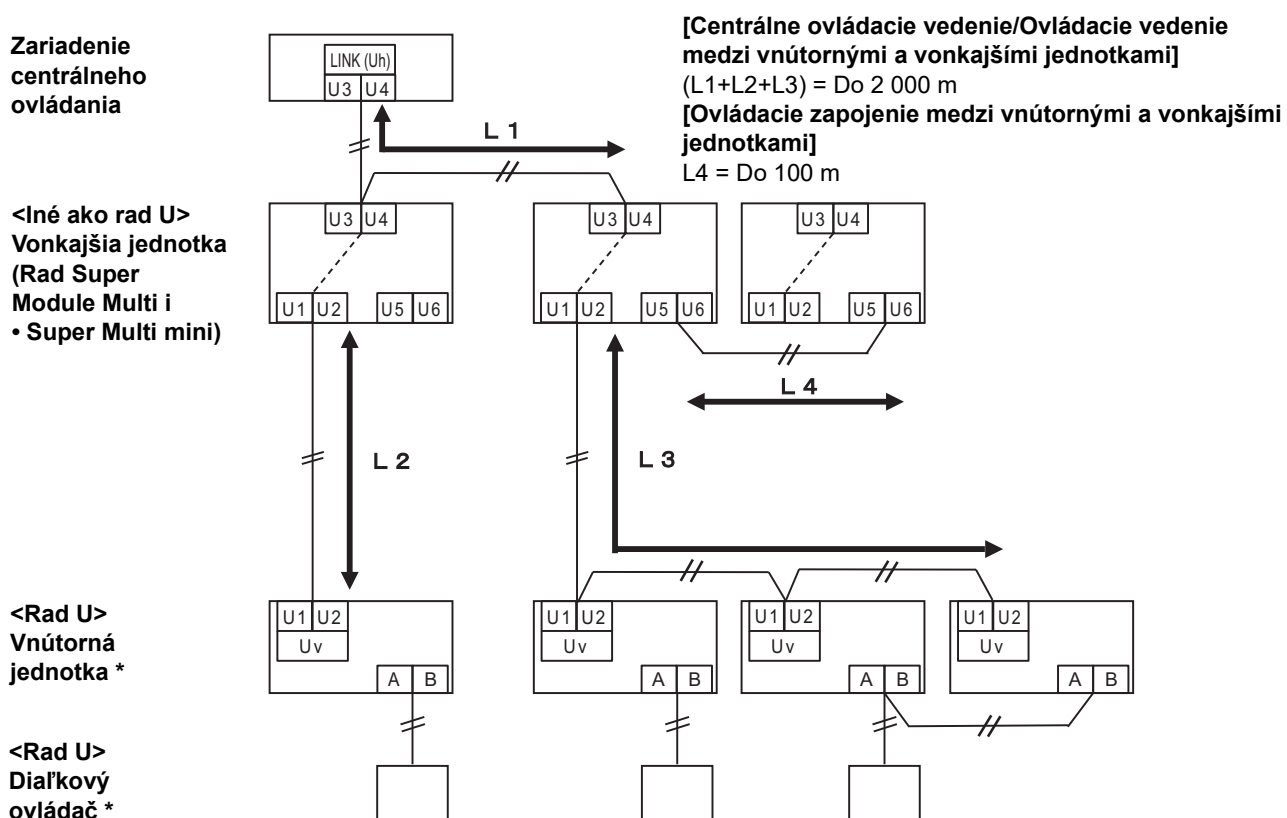 Zariadenie
centrálneho
ovládania
LINK (Uh)
U3 U4
[Centrálne ovládacie vedenie/Ovládacie vedenie
medzi vnútornými a vonkajšími jednotkami]
(L1+L2+L3) = Do 2 000 m
[Ovládacie zapojenie medzi vnútornými a vonkajšími
jednotkami]
L4 = Do 100 m
L 1
<Iné ako rad U>
Vonkajšia jednotka
(Rad Super
Module Multi i
• Super Multi mini)
U3 U4
U3 U4
U3 U4
U1 U2 U5 U6
U1 U2 U5 U6
U1 U2 U5 U6
L 4
L 2
L 3
<Rad U>
Vnútorná
jednotka *
U1 U2
Uv
A B
U1 U2
Uv
A B
U1 U2
Uv
A B
U1 U2
Uv
A B
<Rad U>
Diaľkový
ovládač *